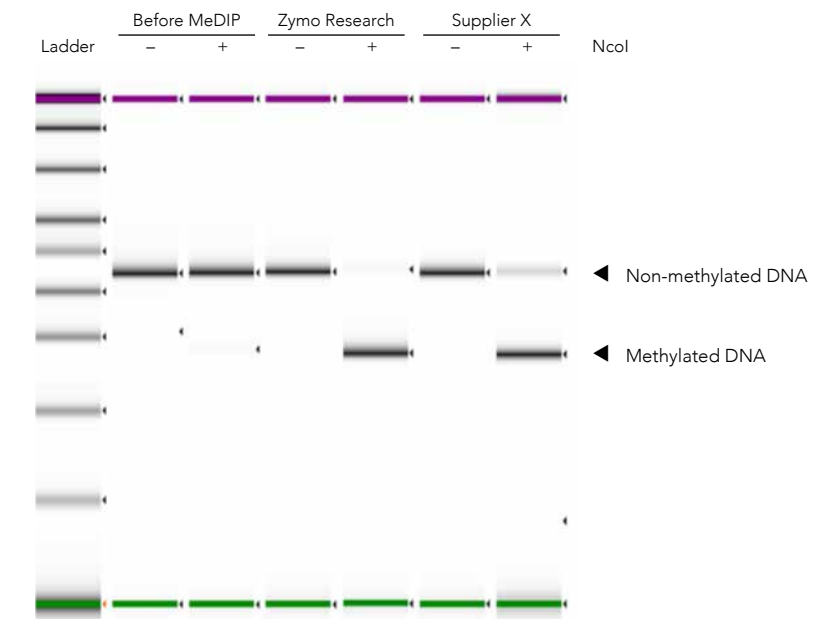 Before MeDIP Zymo Research Supplier X
Ladder – + – + – + NcoI
Non-methylated DNA
Methylated DNA